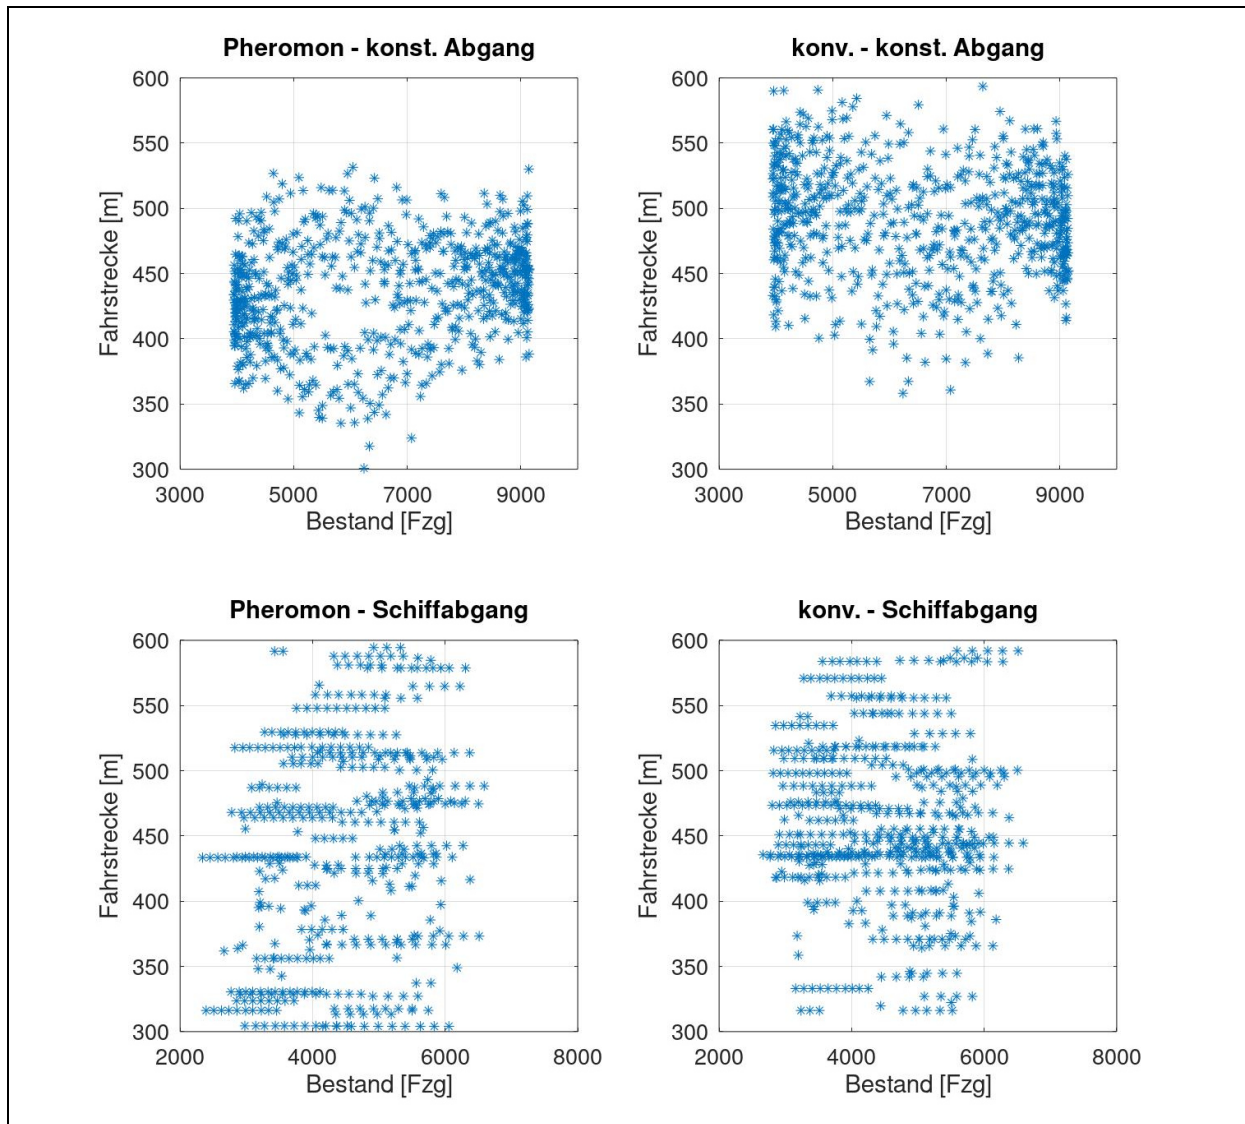 Pheromon - konst. Abgang
600
550
500
450
400
350
300
Fahrstrecke [m]
3000 5000 7000 9000
Bestand [Fzg]
konv. - konst. Abgang
600
550
500
450
400
350
300
Fahrstrecke [m]
3000 5000 7000 9000
Bestand [Fzg]
Pheromon - Schiffabgang
600
550
500
450
400
350
300
Fahrstrecke [m]
2000 4000 6000 8000
Bestand [Fzg]
konv. - Schiffabgang
600
550
500
450
400
350
300
Fahrstrecke [m]
2000 4000 6000 8000
Bestand [Fzg]